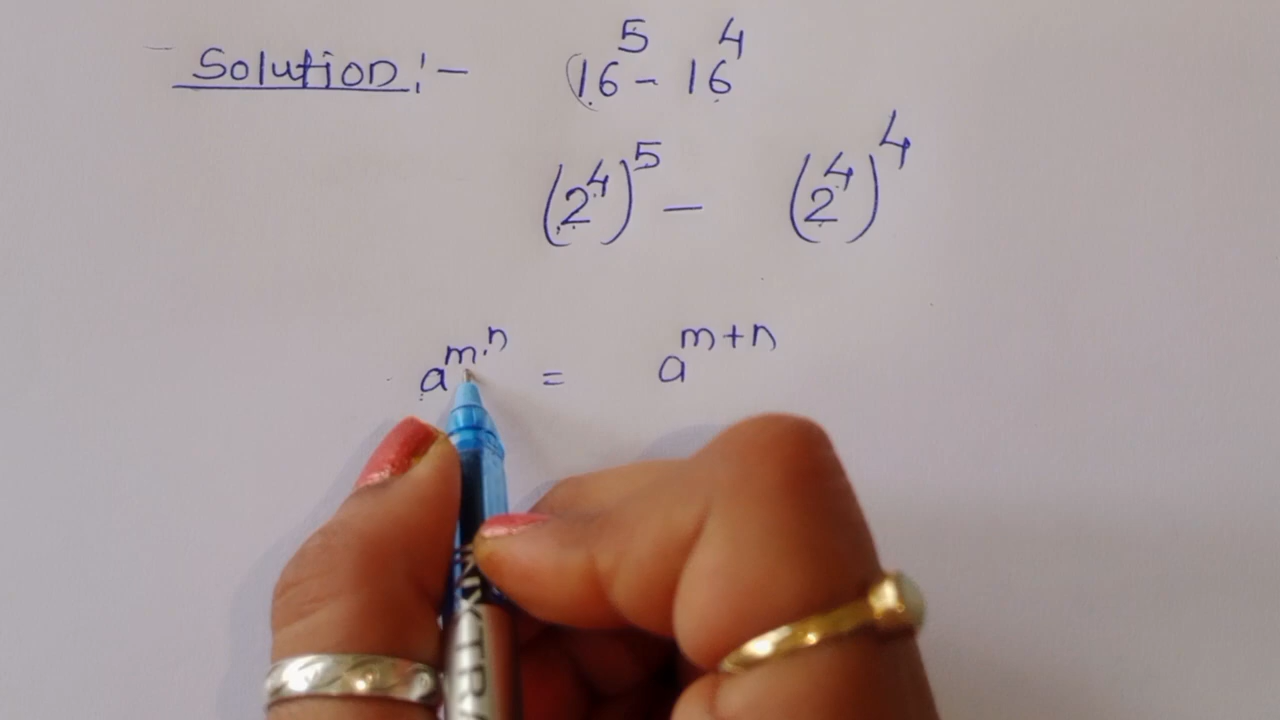 Solution:- 16^5 - 16^4
(2^4)^5 - (2^4)^4
a^m.n = a^m+n